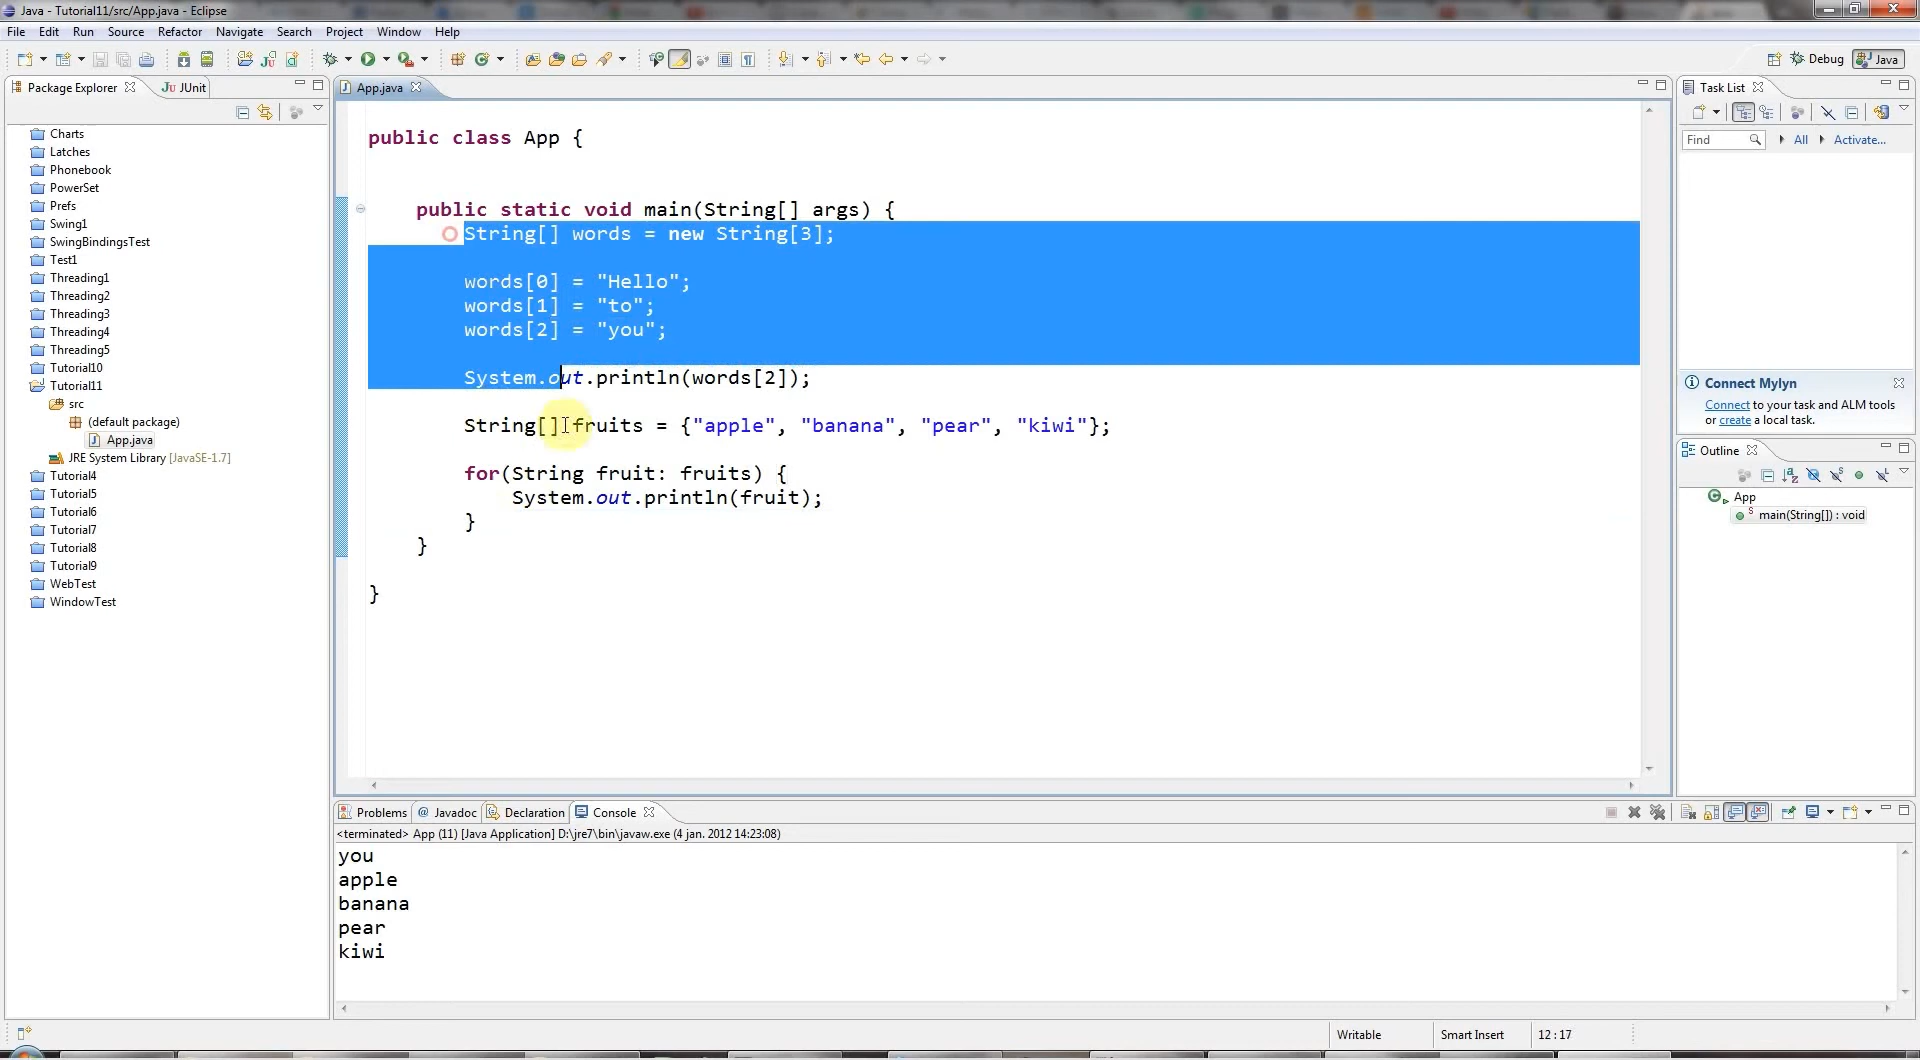 Java - Tutorial11/src/App.java - Eclipse
File Edit Run Source Refactor Navigate Search Project Window Help
Debug Java
Package Explorer JUnit
Charts
Latches
Phonebook
PowerSet
Prefs
Swing1
SwingBindingsTest
Test1
Threading1
Threading2
Threading3
Threading4
Threading5
Tutorial10
Tutorial11
src
(default package)
App.java
JRE System Library [JavaSE-1.7]
Tutorial4
Tutorial5
Tutorial6
Tutorial7
Tutorial8
Tutorial9
WebTest
WindowTest
App.java
public class App {
public static void main(String[] args) {
String[] words = new String[3];
words[0] = "Hello";
words[1] = "to";
words[2] = "you";
System.out.println(words[2]);
String[] fruits = {"apple", "banana", "pear", "kiwi"};
for(String fruit: fruits) {
System.out.println(fruit);
}
}
}
Task List
Find All Activate...
Connect Mylyn
Connect to your task and ALM tools
or create a local task.
Outline
App
main(String[]) : void
Problems @ Javadoc Declaration Console
<terminated> App (11) [Java Application] D:\jre7\bin\javaw.exe (4 jan. 2012 14:23:08)
you
apple
banana
pear
kiwi
Writable Smart Insert 12 : 17